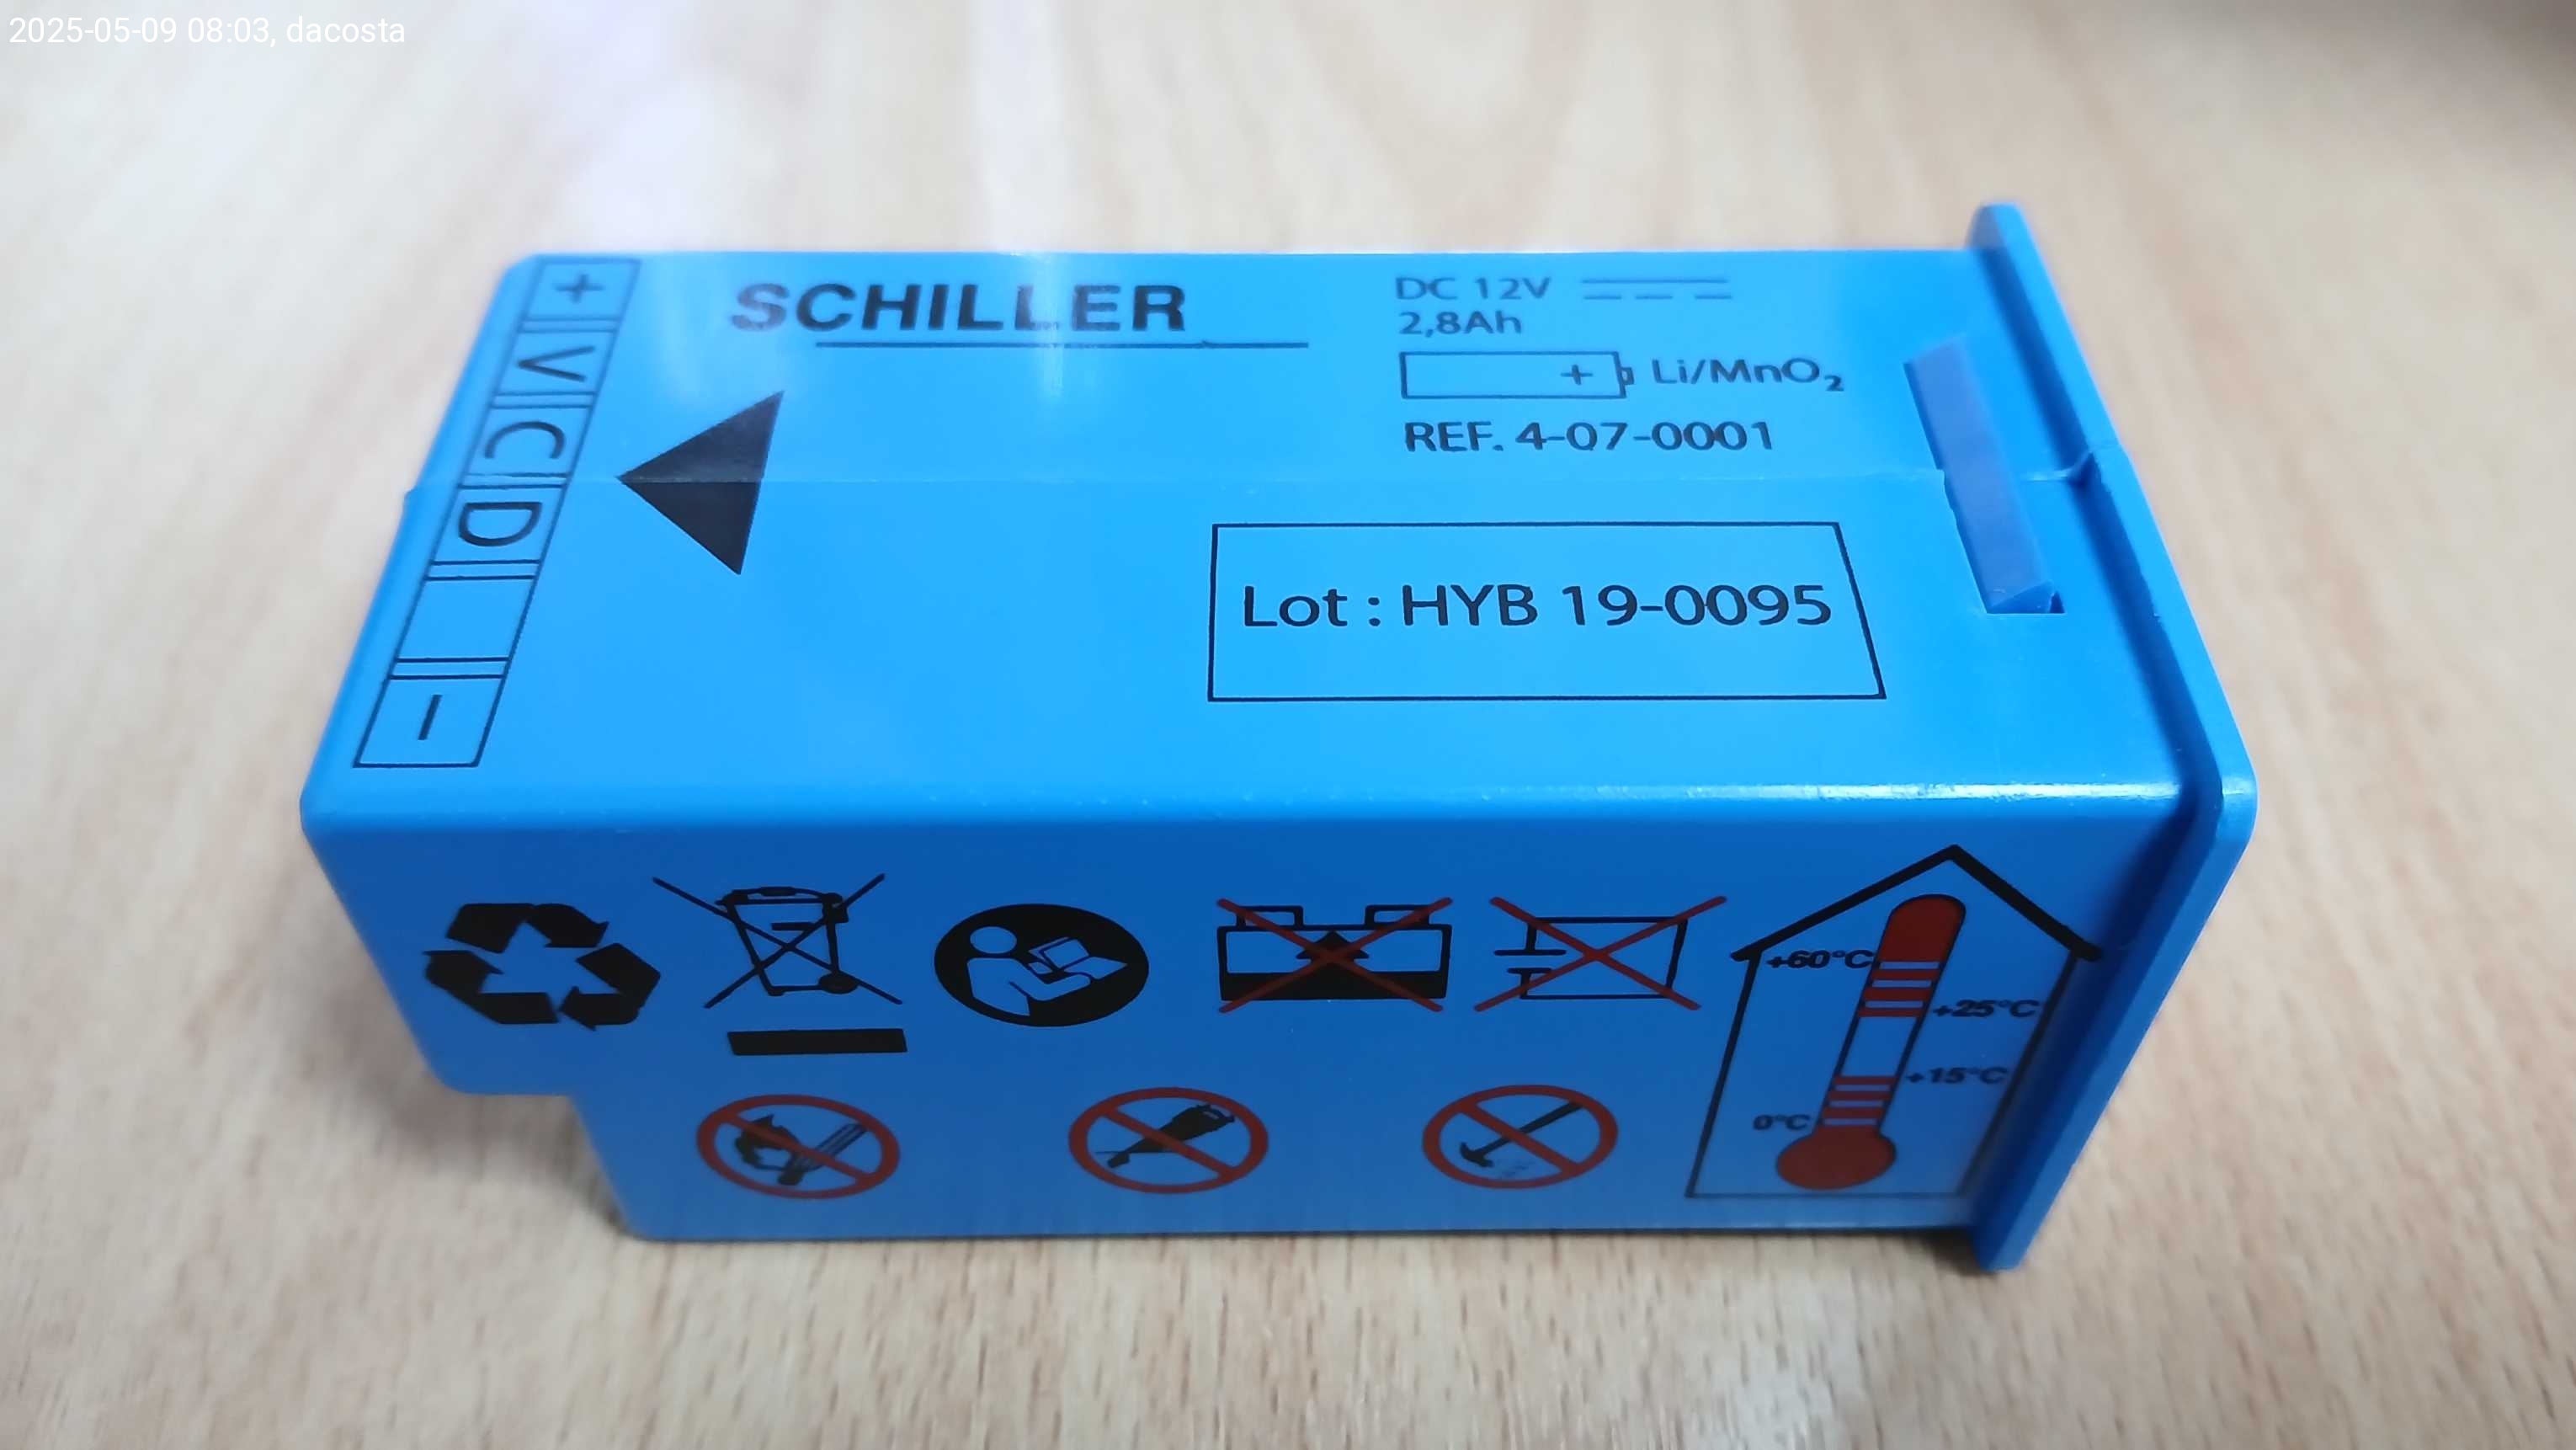 2025-05-09 08:03, dacosta
+ V C D -
SCHILLER
DC 12V
2,8Ah
+ Li/MnO₂
REF. 4-07-0001
Lot : HYB 19-0095
+60°C
+25°C
+15°C
0°C